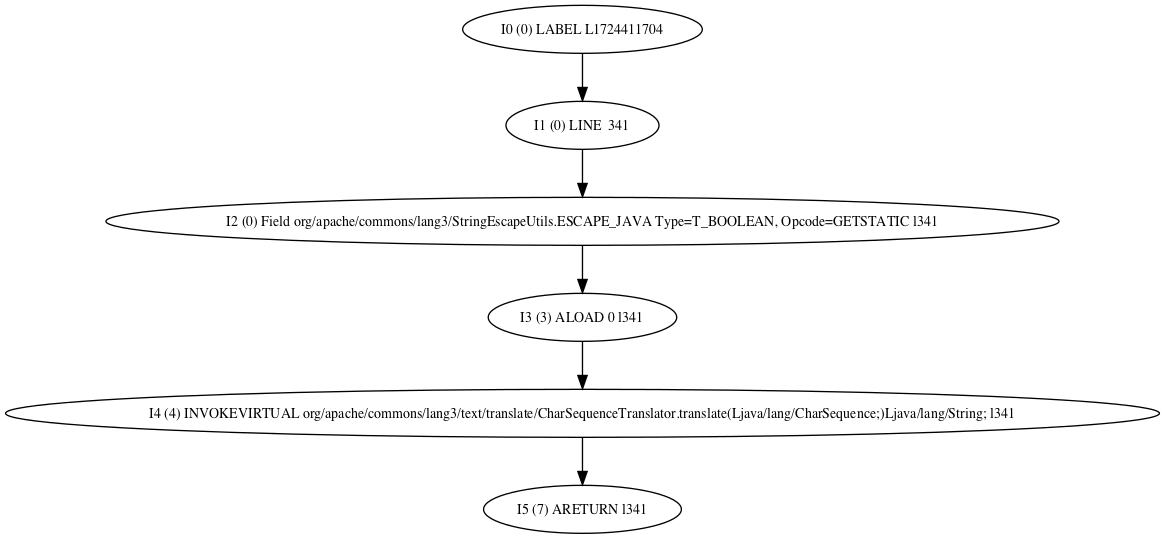 I0 (0) LABEL L1724411704
I1 (0) LINE  341
I2 (0) Field org/apache/commons/lang3/StringEscapeUtils.ESCAPE_JAVA Type=T_BOOLEAN, Opcode=GETSTATIC l341
I3 (3) ALOAD 0 l341
I4 (4) INVOKEVIRTUAL org/apache/commons/lang3/text/translate/CharSequenceTranslator.translate(Ljava/lang/CharSequence;)Ljava/lang/String; l341
I5 (7) ARETURN l341